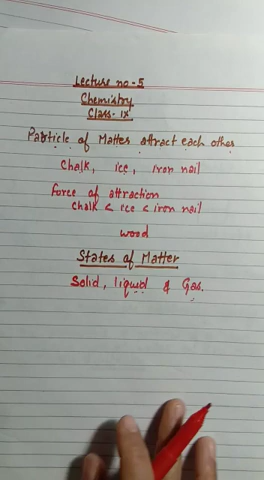 Lecture no-5
Chemistry
Class-IX
Particle of Matter attract each other
Chalk, ice, iron nail
force of attraction
chalk < ice < iron nail
wood
States of Matter
Solid, liquid & Gas.